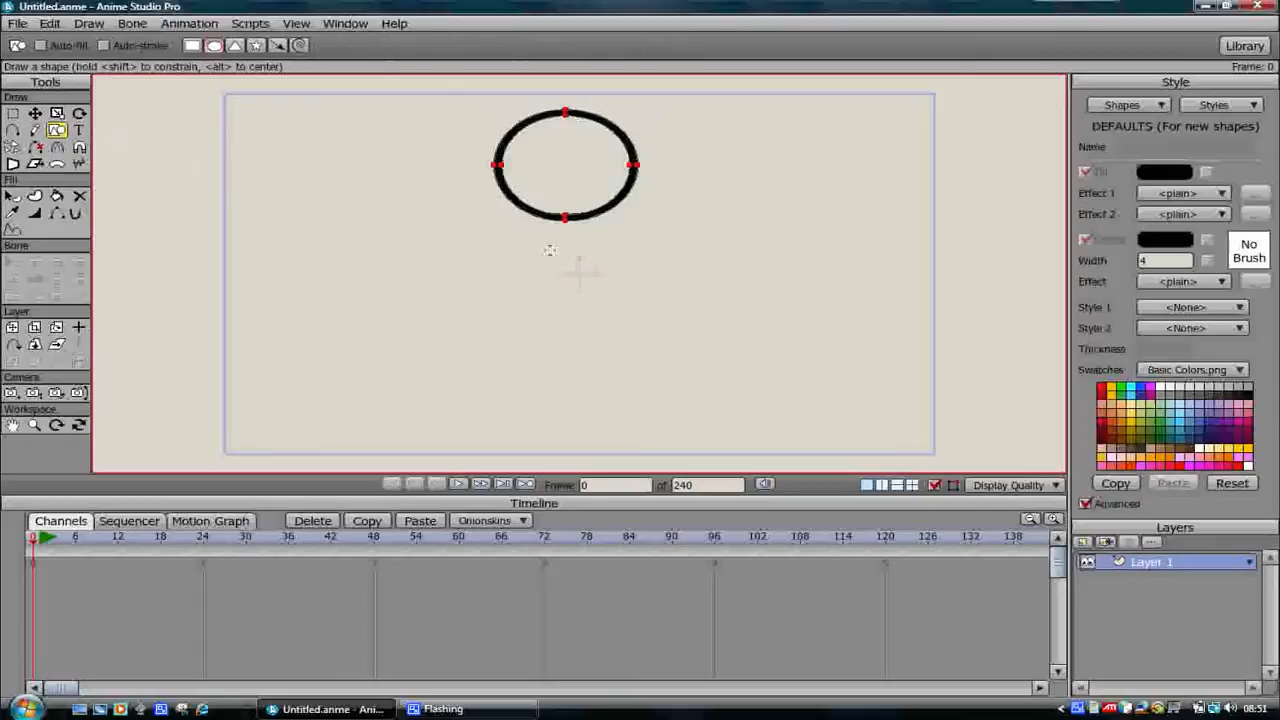 Untitled.anme - Anime Studio Pro
File Edit Draw Bone Animation Scripts View Window Help
Auto-fill Auto-stroke Library
Draw a shape (hold <shift> to constrain, <alt> to center) Frame: 0
Tools
Draw
T
Fill
Bone
Layer
Camera
Workspace
Style
Shapes Styles
DEFAULTS (For new shapes)
Name
Fill
Effect 1 <plain> ...
Effect 2 <plain> ...
No
Brush
Width 4
Effect <plain> ...
Style 1 <None>
Style 2 <None>
Thickness
Swatches Basic Colors.png
Copy Paste Reset
Advanced
Layers
Layer 1
Frame: 0 of 240 Display Quality
Timeline
Channels Sequencer Motion Graph Delete Copy Paste Onionskins
0 6 12 18 24 30 36 42 48 54 60 66 72 78 84 90 96 102 108 114 120 126 132 138
Untitled.anme - Ani... Flashing 08:51